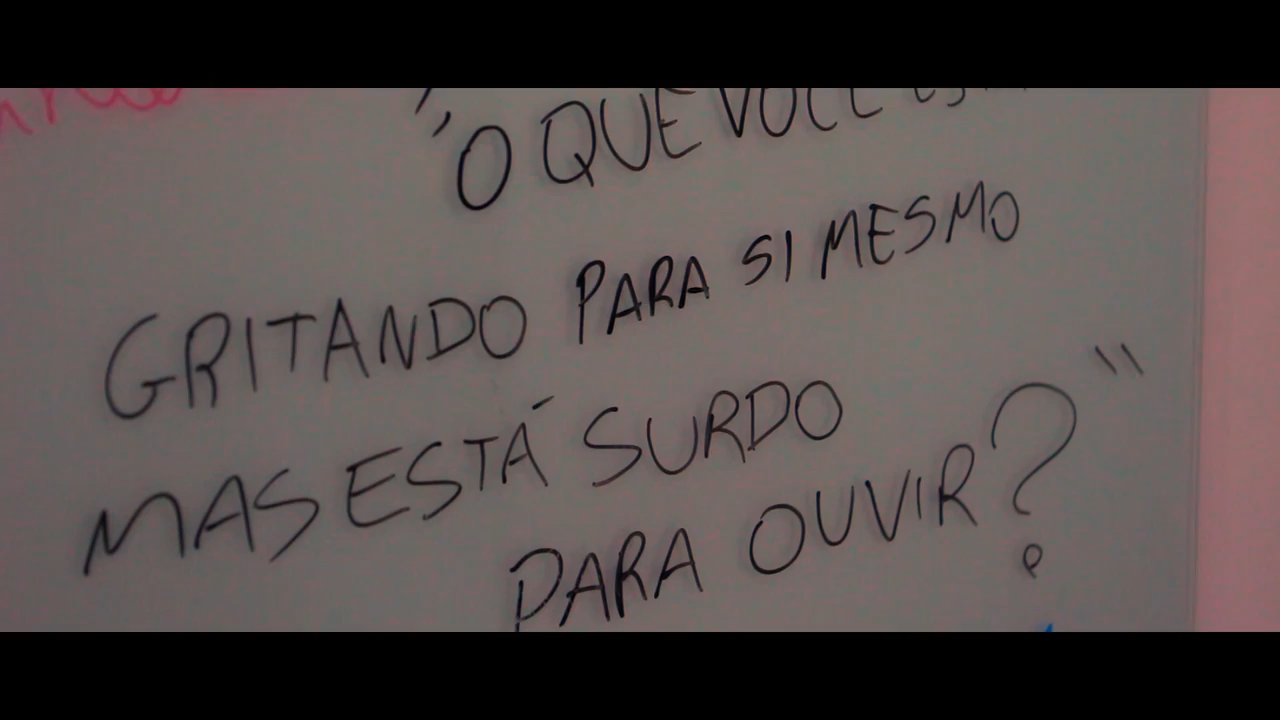 "O QUE VOCÊ
GRITANDO PARA SI MESMO
MAS ESTÁ SURDO
PARA OUVIR?"